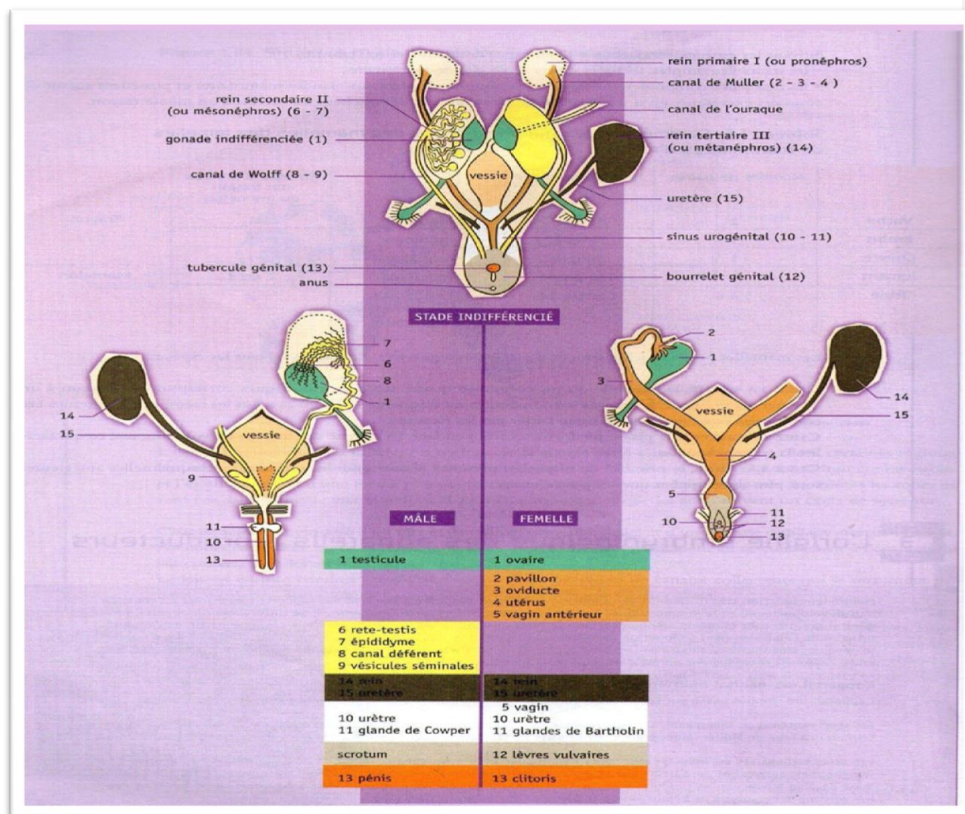 rein primaire I (ou pronéphros)
canal de Muller (2 - 3 - 4 )
rein secondaire II
(ou mésonéphros) (6 - 7)
canal de l'ouraque
gonade indifférenciée (1)
rein tertiaire III
(ou métanéphros) (14)
canal de Wolff (8 - 9)
vessie
uretère (15)
sinus urogénital (10 - 11)
tubercule génital (13)
bourrelet génital (12)
anus
STADE INDIFFÉRENCIÉ
7
6
8
1
14
15
vessie
9
11
10
13
2
1
3
14
15
vessie
4
5
11
10
12
13
MÂLE
FEMELLE
1 testicule
1 ovaire
2 pavillon
3 oviducte
4 utérus
5 vagin antérieur
6 rete-testis
7 épididyme
8 canal déférent
9 vésicules séminales
14 rein
15 uretère
14 rein
15 uretère
5 vagin
10 urètre
11 glande de Cowper
10 urètre
11 glandes de Bartholin
scrotum
12 lèvres vulvaires
13 pénis
13 clitoris